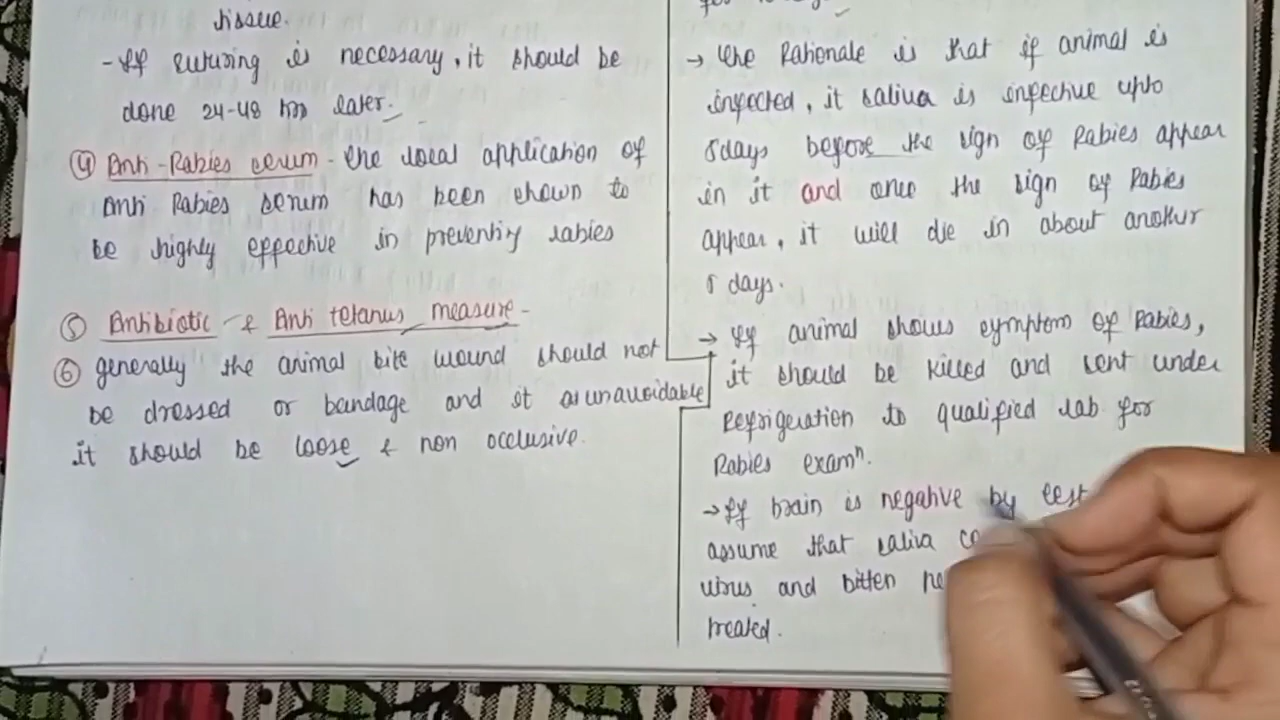 tissue.
- If suturing is necessary, it should be
done 24-48 hrs later.
④ Anti-Rabies serum - the local application of
Anti Rabies serum has been shown to
be highly effective in preventing rabies
⑤ Antibiotic & Anti tetanus measure -
⑥ generally the animal bite wound should not
be dressed or bandage and it as unavoidable
it should be loose & non occlusive.
→ The Rationale is that if animal is
infected, it saliva is infective upto
5days before the sign of Rabies appear
in it and once the sign of Rabies
appear, it will die in about another
5 days.
→ If animal shows symptom of Rabies,
it should be killed and sent under
Refrigeration to qualified lab for
Rabies examⁿ.
→ If brain is negative by
assume that saliva
virus and bitten
treated.